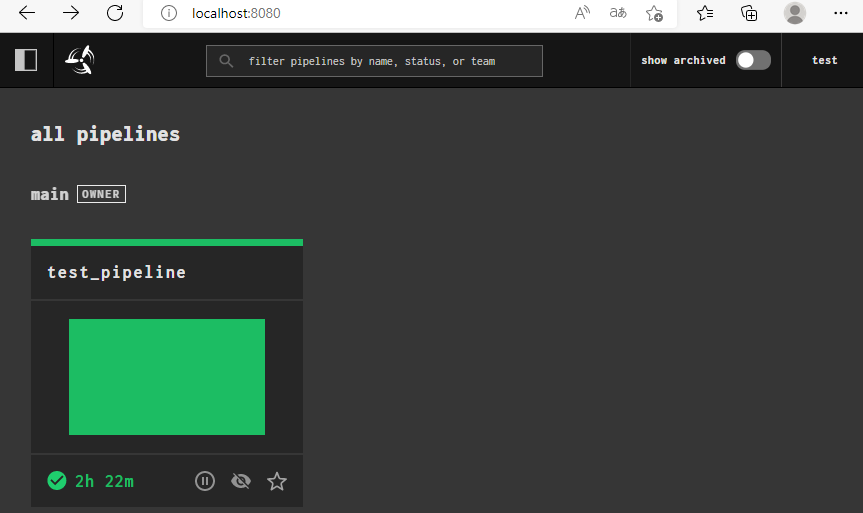 localhost:8080
filter pipelines by name, status, or team
show archived
test
all pipelines
main OWNER
test_pipeline
2h 22m